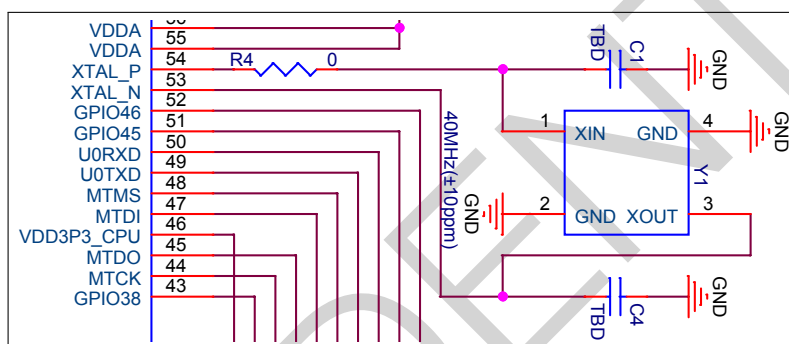 VDDA
55
VDDA
54
XTAL_P
R4
0
53
XTAL_N
52
GPIO46
51
GPIO45
50
U0RXD
49
U0TXD
48
MTMS
47
MTDI
46
VDD3P3_CPU
45
MTDO
44
MTCK
43
GPIO38
TBD
C1
GND
40MHz(±10ppm)
1
XIN
GND
4
GND
Y1
GND
2
GND
XOUT
3
TBD
C4
GND